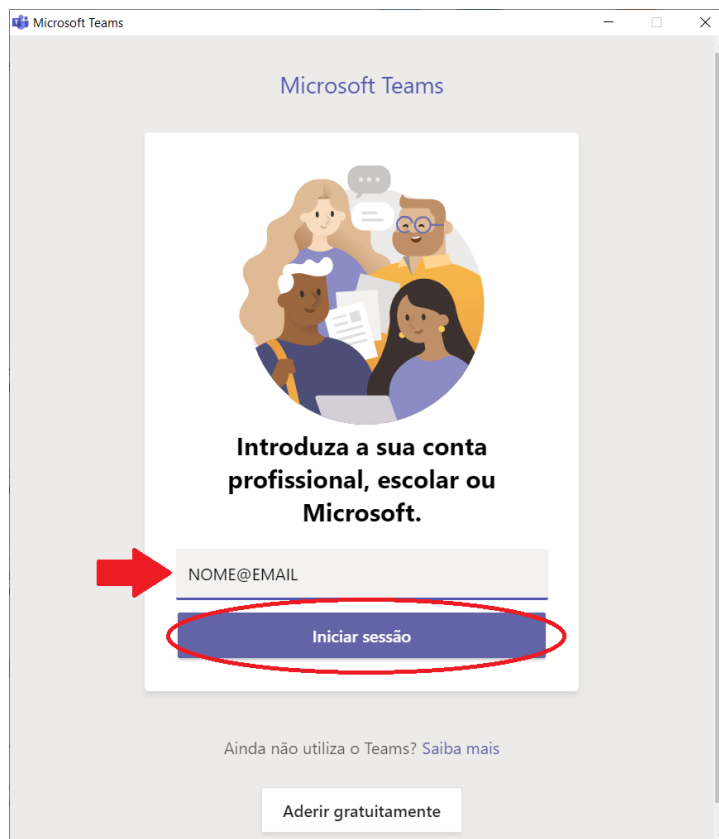 Microsoft Teams
Microsoft Teams
Introduza a sua conta
profissional, escolar ou
Microsoft.
NOME@EMAIL
Iniciar sessão
Ainda não utiliza o Teams? Saiba mais
Aderir gratuitamente